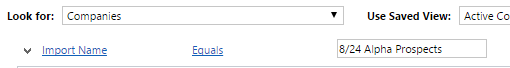 Look for: Companies Use Saved View: Active Co
Import Name Equals 8/24 Alpha Prospects